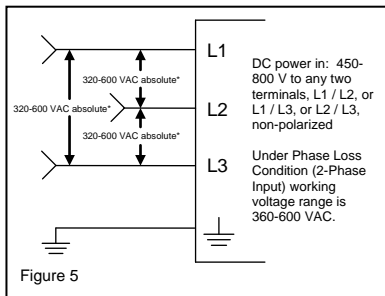 L1
320-600 VAC absolute*
320-600 VAC absolute*
L2
320-600 VAC absolute*
L3
DC power in: 450-
800 V to any two
terminals, L1 / L2, or
L1 / L3, or L2 / L3,
non-polarized
Under Phase Loss
Condition (2-Phase
Input) working
voltage range is
360-600 VAC.
Figure 5